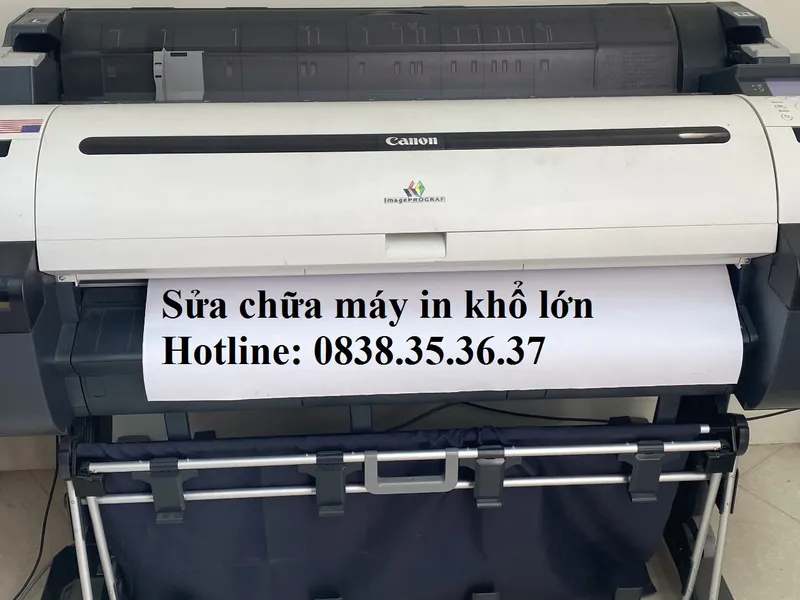 Canon
imagePROGRAF
Sửa chữa máy in khổ lớn
Hotline: 0838.35.36.37